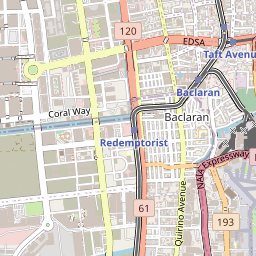 120
EDSA
Taft Avenue
Baclaran
Coral Way
Baclaran
Redemptorist
NAIA Expressway
Quirino Avenue
61
193